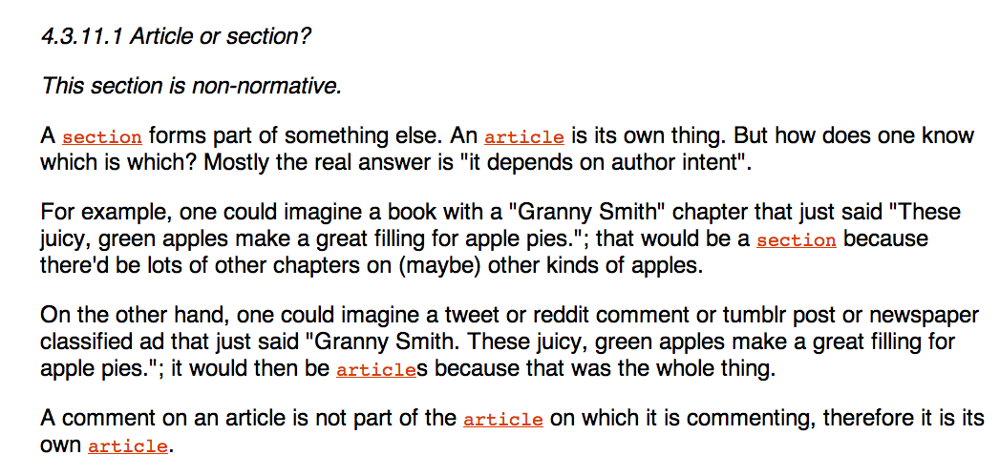 4.3.11.1 Article or section?
This section is non-normative.
A section forms part of something else. An article is its own thing. But how does one know
which is which? Mostly the real answer is "it depends on author intent".
For example, one could imagine a book with a "Granny Smith" chapter that just said "These
juicy, green apples make a great filling for apple pies."; that would be a section because
there'd be lots of other chapters on (maybe) other kinds of apples.
On the other hand, one could imagine a tweet or reddit comment or tumblr post or newspaper
classified ad that just said "Granny Smith. These juicy, green apples make a great filling for
apple pies."; it would then be articles because that was the whole thing.
A comment on an article is not part of the article on which it is commenting, therefore it is its
own article.